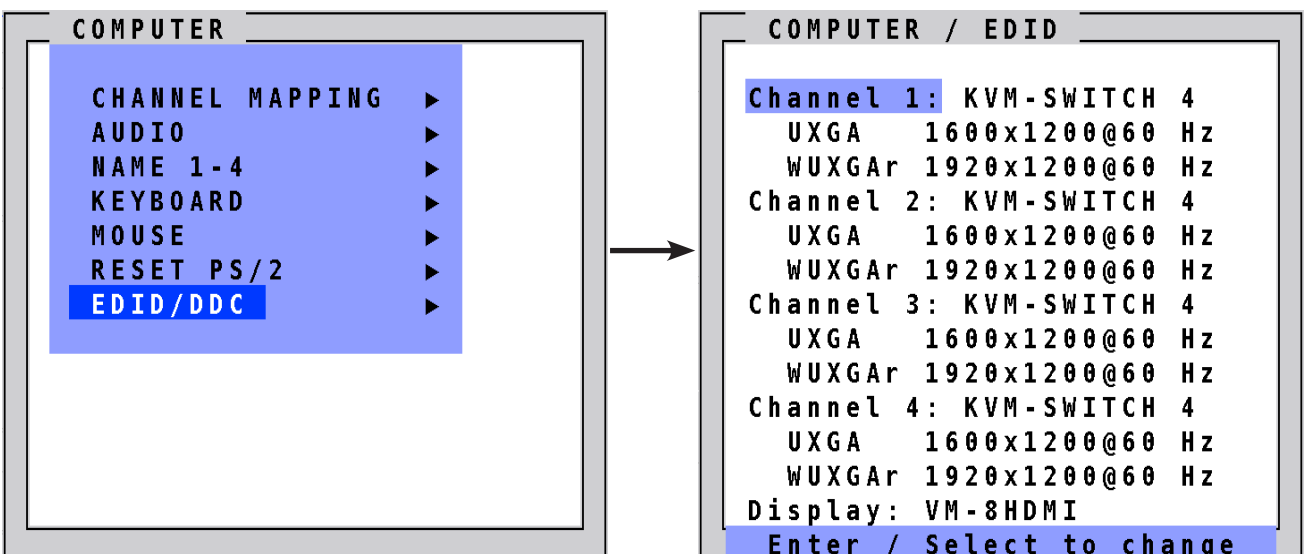 COMPUTER
CHANNEL MAPPING ▶
AUDIO ▶
NAME 1-4 ▶
KEYBOARD ▶
MOUSE ▶
RESET PS/2 ▶
EDID/DDC ▶
COMPUTER / EDID
Channel 1: KVM-SWITCH 4
UXGA 1600x1200@60 Hz
WUXGAr 1920x1200@60 Hz
Channel 2: KVM-SWITCH 4
UXGA 1600x1200@60 Hz
WUXGAr 1920x1200@60 Hz
Channel 3: KVM-SWITCH 4
UXGA 1600x1200@60 Hz
WUXGAr 1920x1200@60 Hz
Channel 4: KVM-SWITCH 4
UXGA 1600x1200@60 Hz
WUXGAr 1920x1200@60 Hz
Display: VM-8HDMI
Enter / Select to change